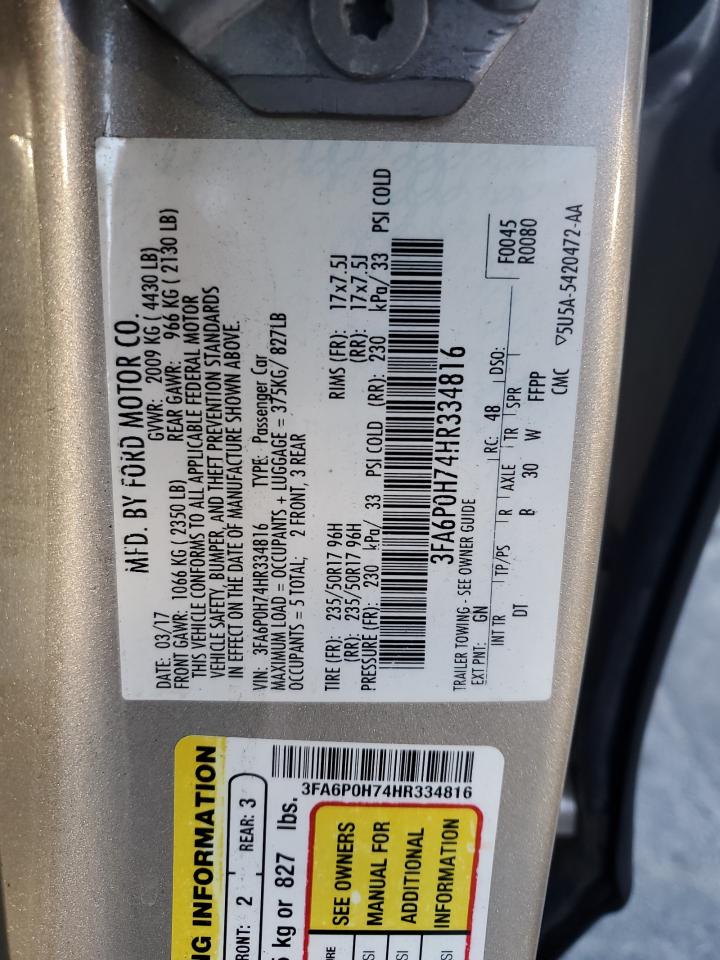 MFD. BY FORD MOTOR CO.
DATE: 03/17 GVWR: 2009 KG ( 4430 LB)
FRONT GAWR: 1066 KG ( 2350 LB) REAR GAWR: 966 KG ( 2130 LB)
THIS VEHICLE CONFORMS TO ALL APPLICABLE FEDERAL MOTOR
VEHICLE SAFETY, BUMPER, AND THEFT PREVENTION STANDARDS
IN EFFECT ON THE DATE OF MANUFACTURE SHOWN ABOVE.
VIN: 3FA6P0H74HR334816 TYPE: Passenger Car
MAXIMUM LOAD = OCCUPANTS + LUGGAGE = 375KG/ 827LB
OCCUPANTS = 5 TOTAL; 2 FRONT, 3 REAR
TIRE (FR): 235/50R17 96H RIMS (FR): 17x7.5J
(RR): 235/50R17 96H (RR): 17x7.5J
PRESSURE (FR): 230 kPa/ 33 PSI COLD (RR): 230 kPa/ 33 PSI COLD
3FA6P0H74HR334816
TRAILER TOWING - SEE OWNER GUIDE
EXT PNT: GN RC: 48 DSO: F0045
R0080
INT TR TP/PS R AXLE TR SPR
DT B 30 W FFPP
CMC ▽5U5A-5420472-AA
NG INFORMATION
FRONT: 2 REAR: 3
kg or 827 lbs.
3FA6P0H74HR334816
SEE OWNERS
MANUAL FOR
ADDITIONAL
INFORMATION